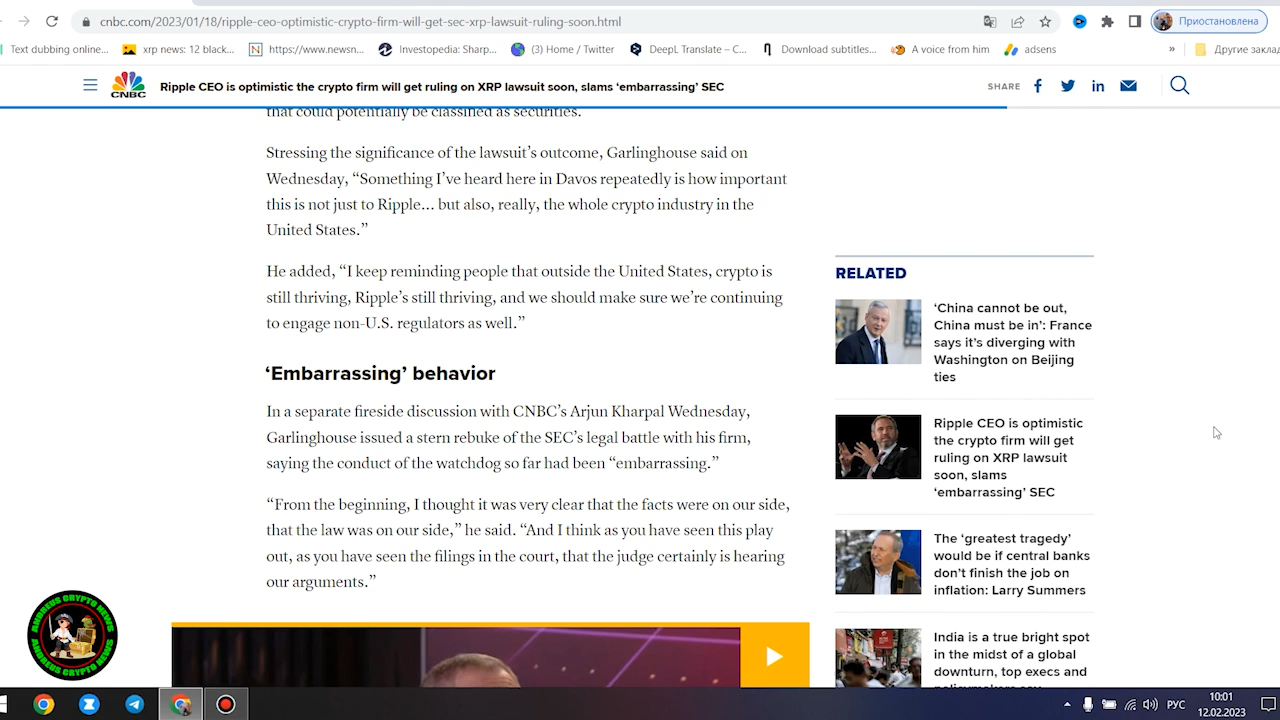 cnbc.com/2023/01/18/ripple-ceo-optimistic-crypto-firm-will-get-sec-xrp-lawsuit-ruling-soon.html
Приостановлена
Text dubbing online...
xrp news: 12 black...
https://www.newsn...
Investopedia: Sharp...
(3) Home / Twitter
DeepL Translate – C...
Download subtitles...
A voice from him
adsens
»
Другие закла
CNBC
Ripple CEO is optimistic the crypto firm will get ruling on XRP lawsuit soon, slams ‘embarrassing’ SEC
SHARE
that could potentially be classified as securities.
Stressing the significance of the lawsuit’s outcome, Garlinghouse said on
Wednesday, “Something I’ve heard here in Davos repeatedly is how important
this is not just to Ripple… but also, really, the whole crypto industry in the
United States.”
He added, “I keep reminding people that outside the United States, crypto is
still thriving, Ripple’s still thriving, and we should make sure we’re continuing
to engage non-U.S. regulators as well.”
‘Embarrassing’ behavior
In a separate fireside discussion with CNBC’s Arjun Kharpal Wednesday,
Garlinghouse issued a stern rebuke of the SEC’s legal battle with his firm,
saying the conduct of the watchdog so far had been “embarrassing.”
“From the beginning, I thought it was very clear that the facts were on our side,
that the law was on our side,” he said. “And I think as you have seen this play
out, as you have seen the filings in the court, that the judge certainly is hearing
our arguments.”
RELATED
‘China cannot be out,
China must be in’: France
says it’s diverging with
Washington on Beijing
ties
Ripple CEO is optimistic
the crypto firm will get
ruling on XRP lawsuit
soon, slams
‘embarrassing’ SEC
The ‘greatest tragedy’
would be if central banks
don’t finish the job on
inflation: Larry Summers
India is a true bright spot
in the midst of a global
downturn, top execs and
policymakers say
ANDREUS CRYPTO NEWS
ANDREUS CRYPTO NEWS
РУС
10:01
12.02.2023